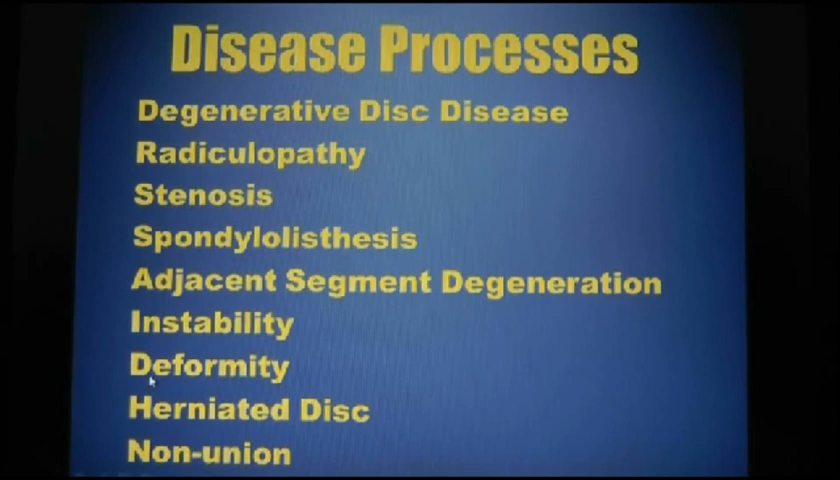 Disease Processes
Degenerative Disc Disease
Radiculopathy
Stenosis
Spondylolisthesis
Adjacent Segment Degeneration
Instability
Deformity
Herniated Disc
Non-union